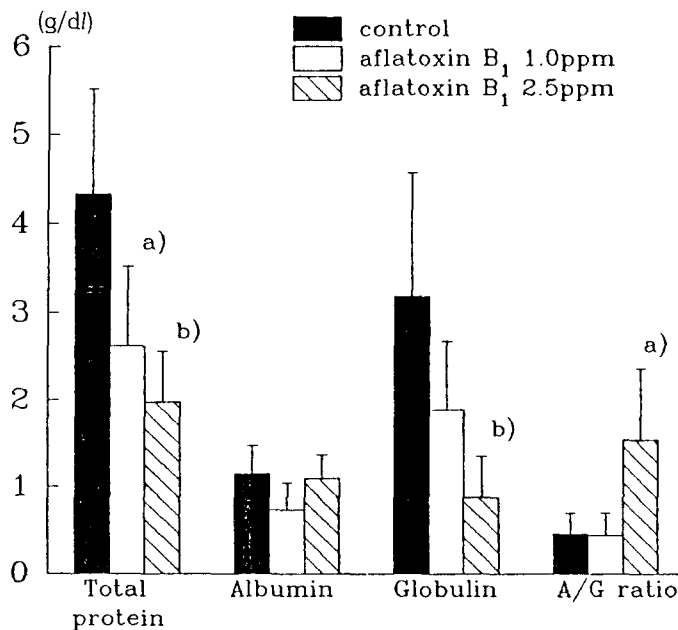 (g/dl)
6
5
4
3
2
1
0
control
aflatoxin B₁ 1.0ppm
aflatoxin B₁ 2.5ppm
a)
b)
b)
a)
Total protein
Albumin
Globulin
A/G ratio